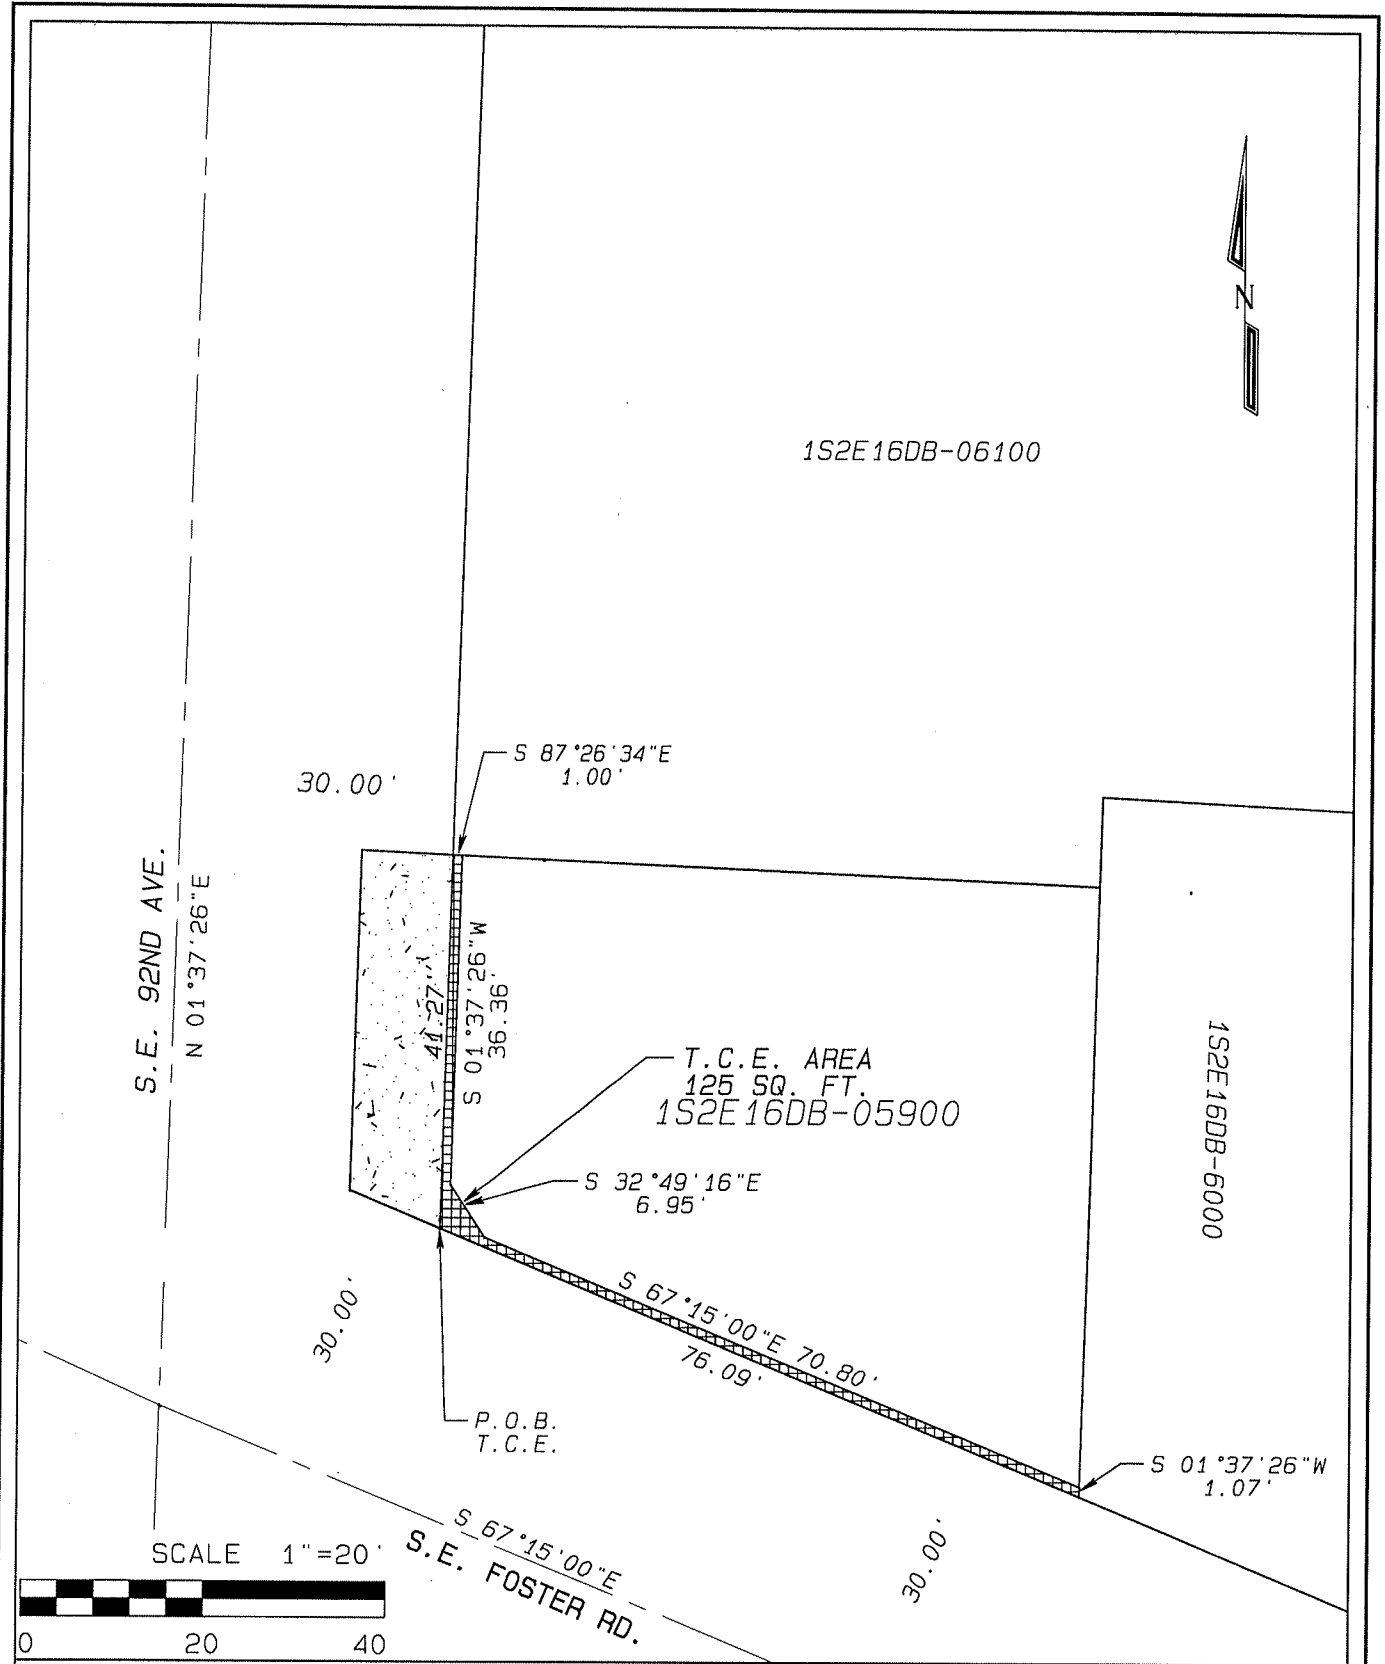 N
1S2E16DB-06100
S 87°26'34"E
1.00'
30.00'
S.E. 92ND AVE.
N 01°37'26"E
41.27'
S 01°37'26"W
36.36'
T.C.E. AREA
125 SQ. FT.
1S2E16DB-05900
1S2E16DB-6000
S 32°49'16"E
6.95'
30.00'
S 67°15'00"E 70.80'
76.09'
P.O.B.
T.C.E.
S 01°37'26"W
1.07'
S 67°15'00"E
S.E. FOSTER RD.
30.00'
SCALE 1"=20'
0 20 40